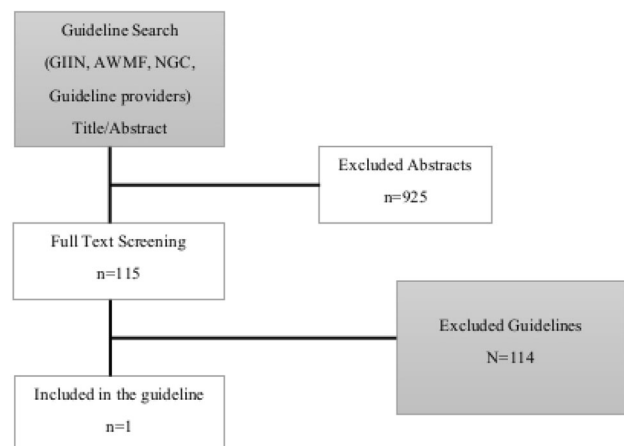 Guideline Search
(GIIN, AWMF, NGC,
Guideline providers)
Title/Abstract
Excluded Abstracts
n=925
Full Text Screening
n=115
Excluded Guidelines
N=114
Included in the guideline
n=1